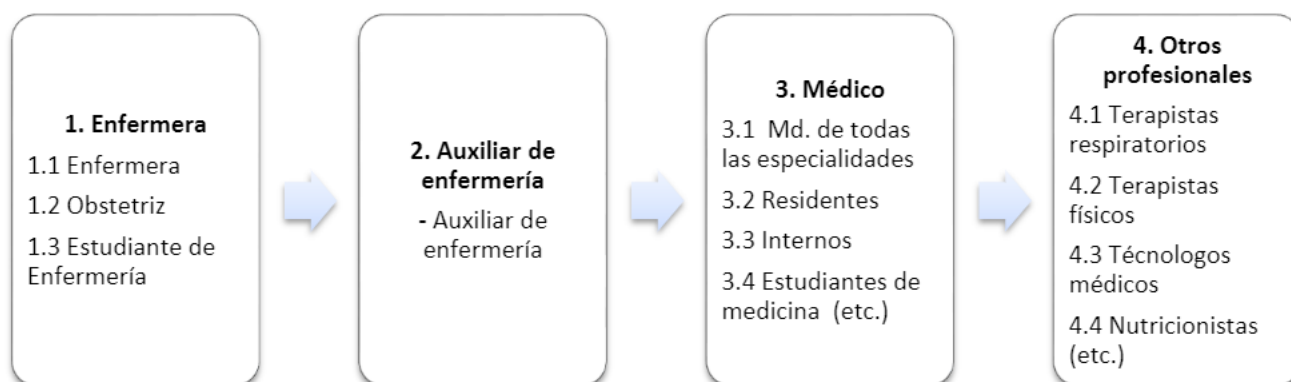 1. Enfermera
1.1 Enfermera
1.2 Obstetriz
1.3 Estudiante de
Enfermería
2. Auxiliar de
enfermería
- Auxiliar de
enfermería
3. Médico
3.1 Md. de todas
las especialidades
3.2 Residentes
3.3 Internos
3.4 Estudiantes de
medicina (etc.)
4. Otros
profesionales
4.1 Terapistas
respiratorios
4.2 Terapistas
físicos
4.3 Técnologos
médicos
4.4 Nutricionistas
(etc.)